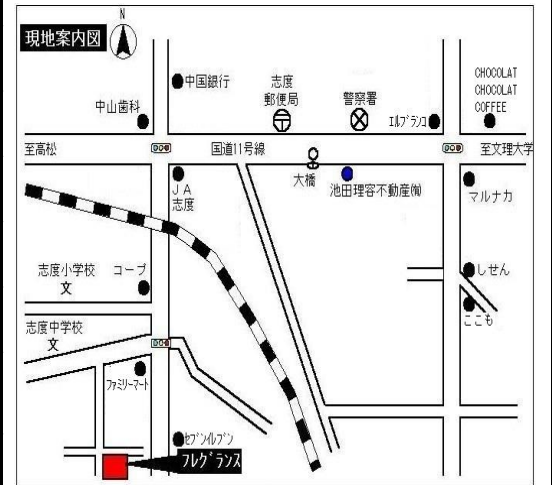 現地案内図
N
中国銀行
志度
郵便局
警察署
中山歯科
エルブランコ
CHOCOLAT
CHOCOLAT
COFFEE
至高松
国道11号線
至文理大学
大橋
池田理容不動産㈱
JA
志度
マルナカ
志度小学校
文
コープ
しせん
ここも
志度中学校
文
ファミリーマート
セブンイレブン
フレグランス